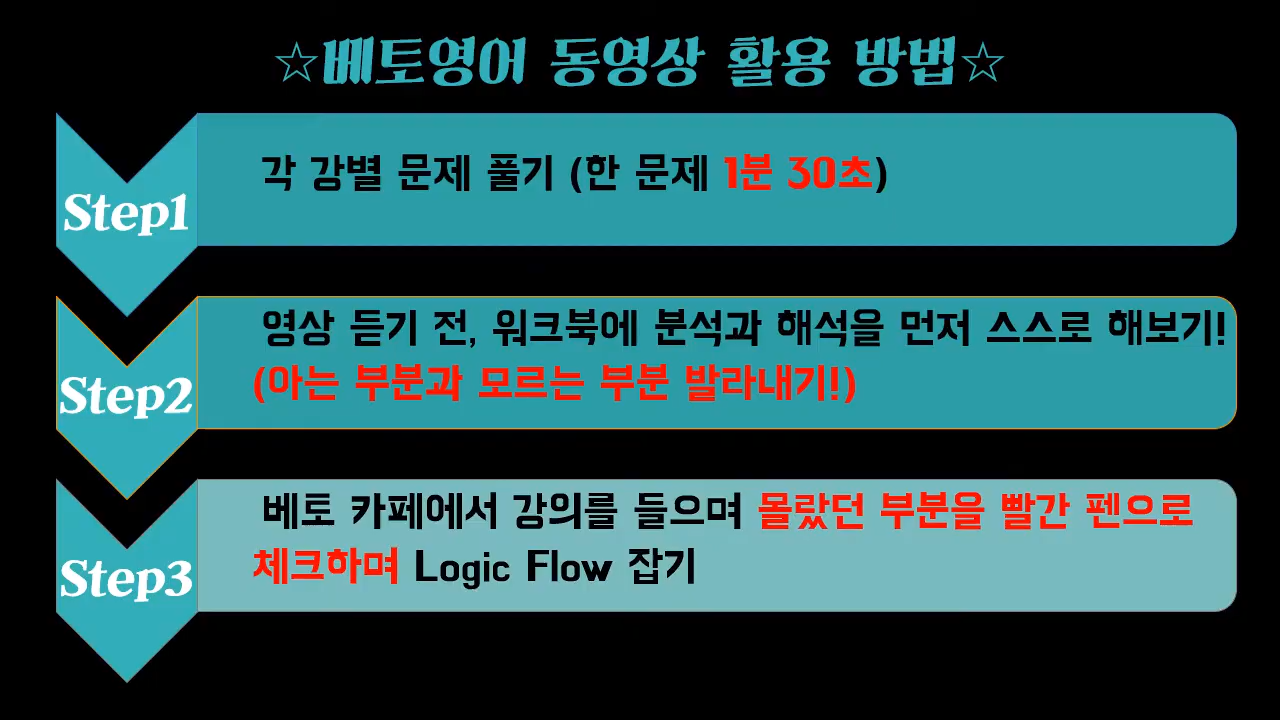 ☆베토영어 동영상 활용 방법☆
Step1
각 강별 문제 풀기 (한 문제 1분 30초)
Step2
영상 듣기 전, 워크북에 분석과 해석을 먼저 스스로 해보기!
(아는 부분과 모르는 부분 발라내기!)
Step3
베토 카페에서 강의를 들으며 몰랐던 부분을 빨간 펜으로
체크하며 Logic Flow 잡기